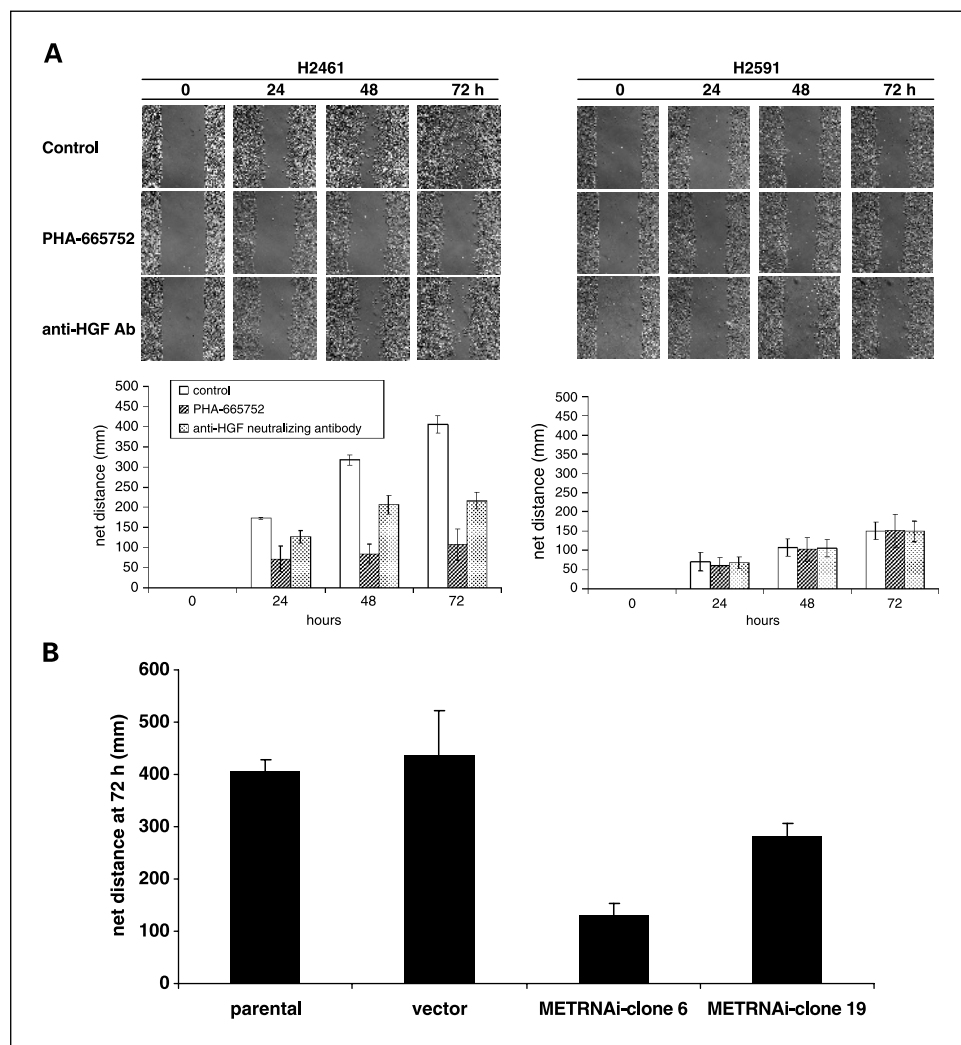 A
H2461
H2591
0 24 48 72 h
0 24 48 72 h
Control
PHA-665752
anti-HGF Ab
500
450
400
350
300
250
200
150
100
50
0
net distance (mm)
control
PHA-665752
anti-HGF neutralizing antibody
0 24 48 72
hours
500
450
400
350
300
250
200
150
100
50
0
net distance (mm)
0 24 48 72
hours
B
600
500
400
300
200
100
0
net distance at 72 h (mm)
parental vector METRNAi-clone 6 METRNAi-clone 19